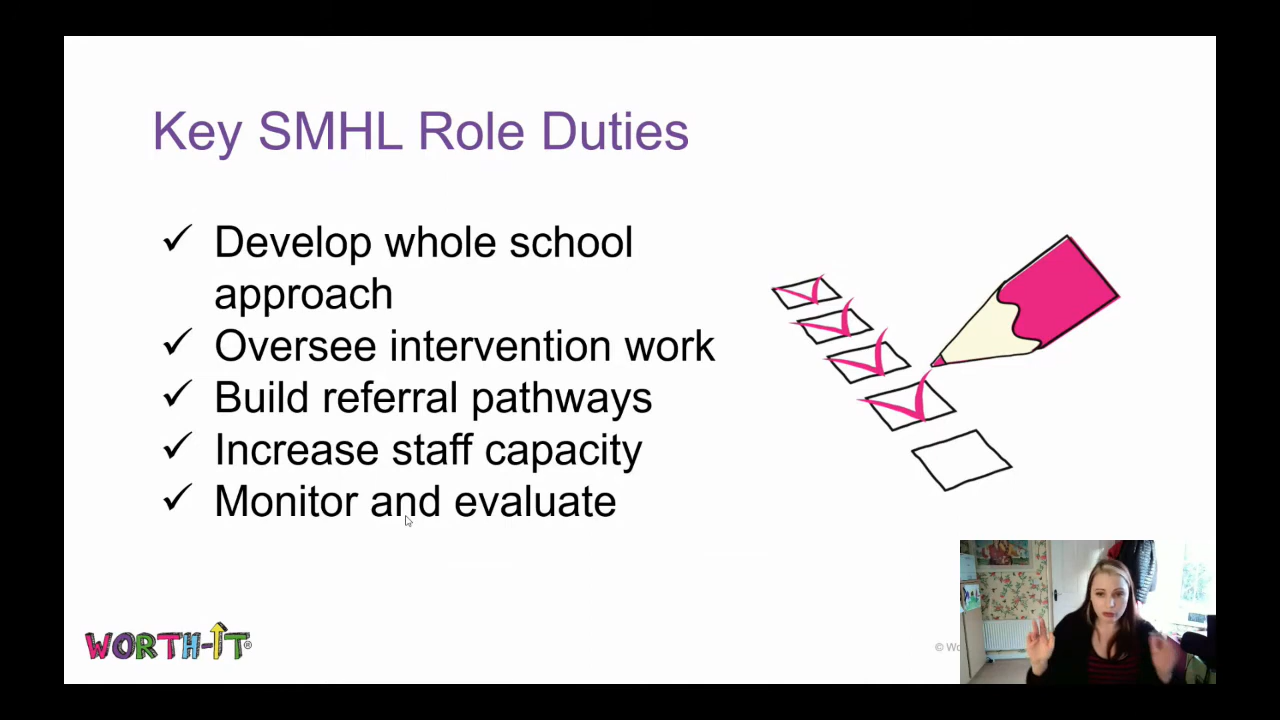 Key SMHL Role Duties
✓ Develop whole school
approach
✓ Oversee intervention work
✓ Build referral pathways
✓ Increase staff capacity
✓ Monitor and evaluate
WORTH-IT®
©